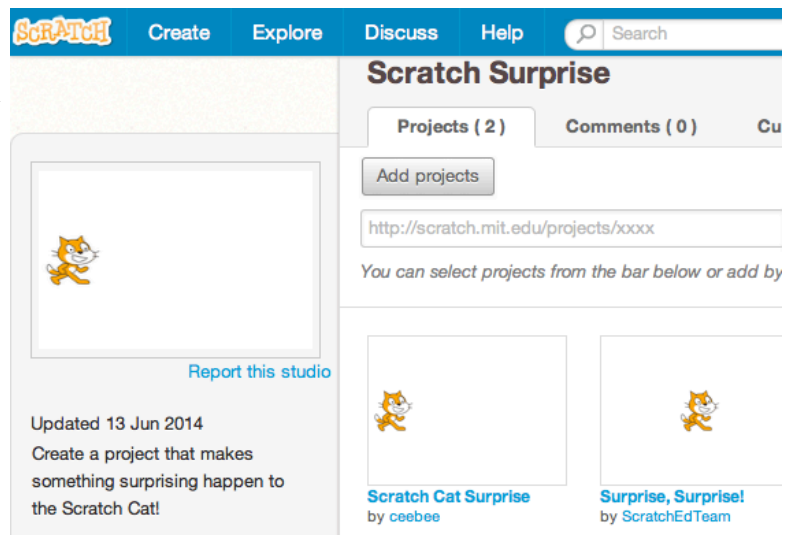 SCRATCH Create Explore Discuss Help Search
Scratch Surprise
Projects ( 2 ) Comments ( 0 ) Cu
Add projects
http://scratch.mit.edu/projects/xxxx
You can select projects from the bar below or add by
Report this studio
Updated 13 Jun 2014
Create a project that makes
something surprising happen to
the Scratch Cat!
Scratch Cat Surprise
by ceebee
Surprise, Surprise!
by ScratchEdTeam